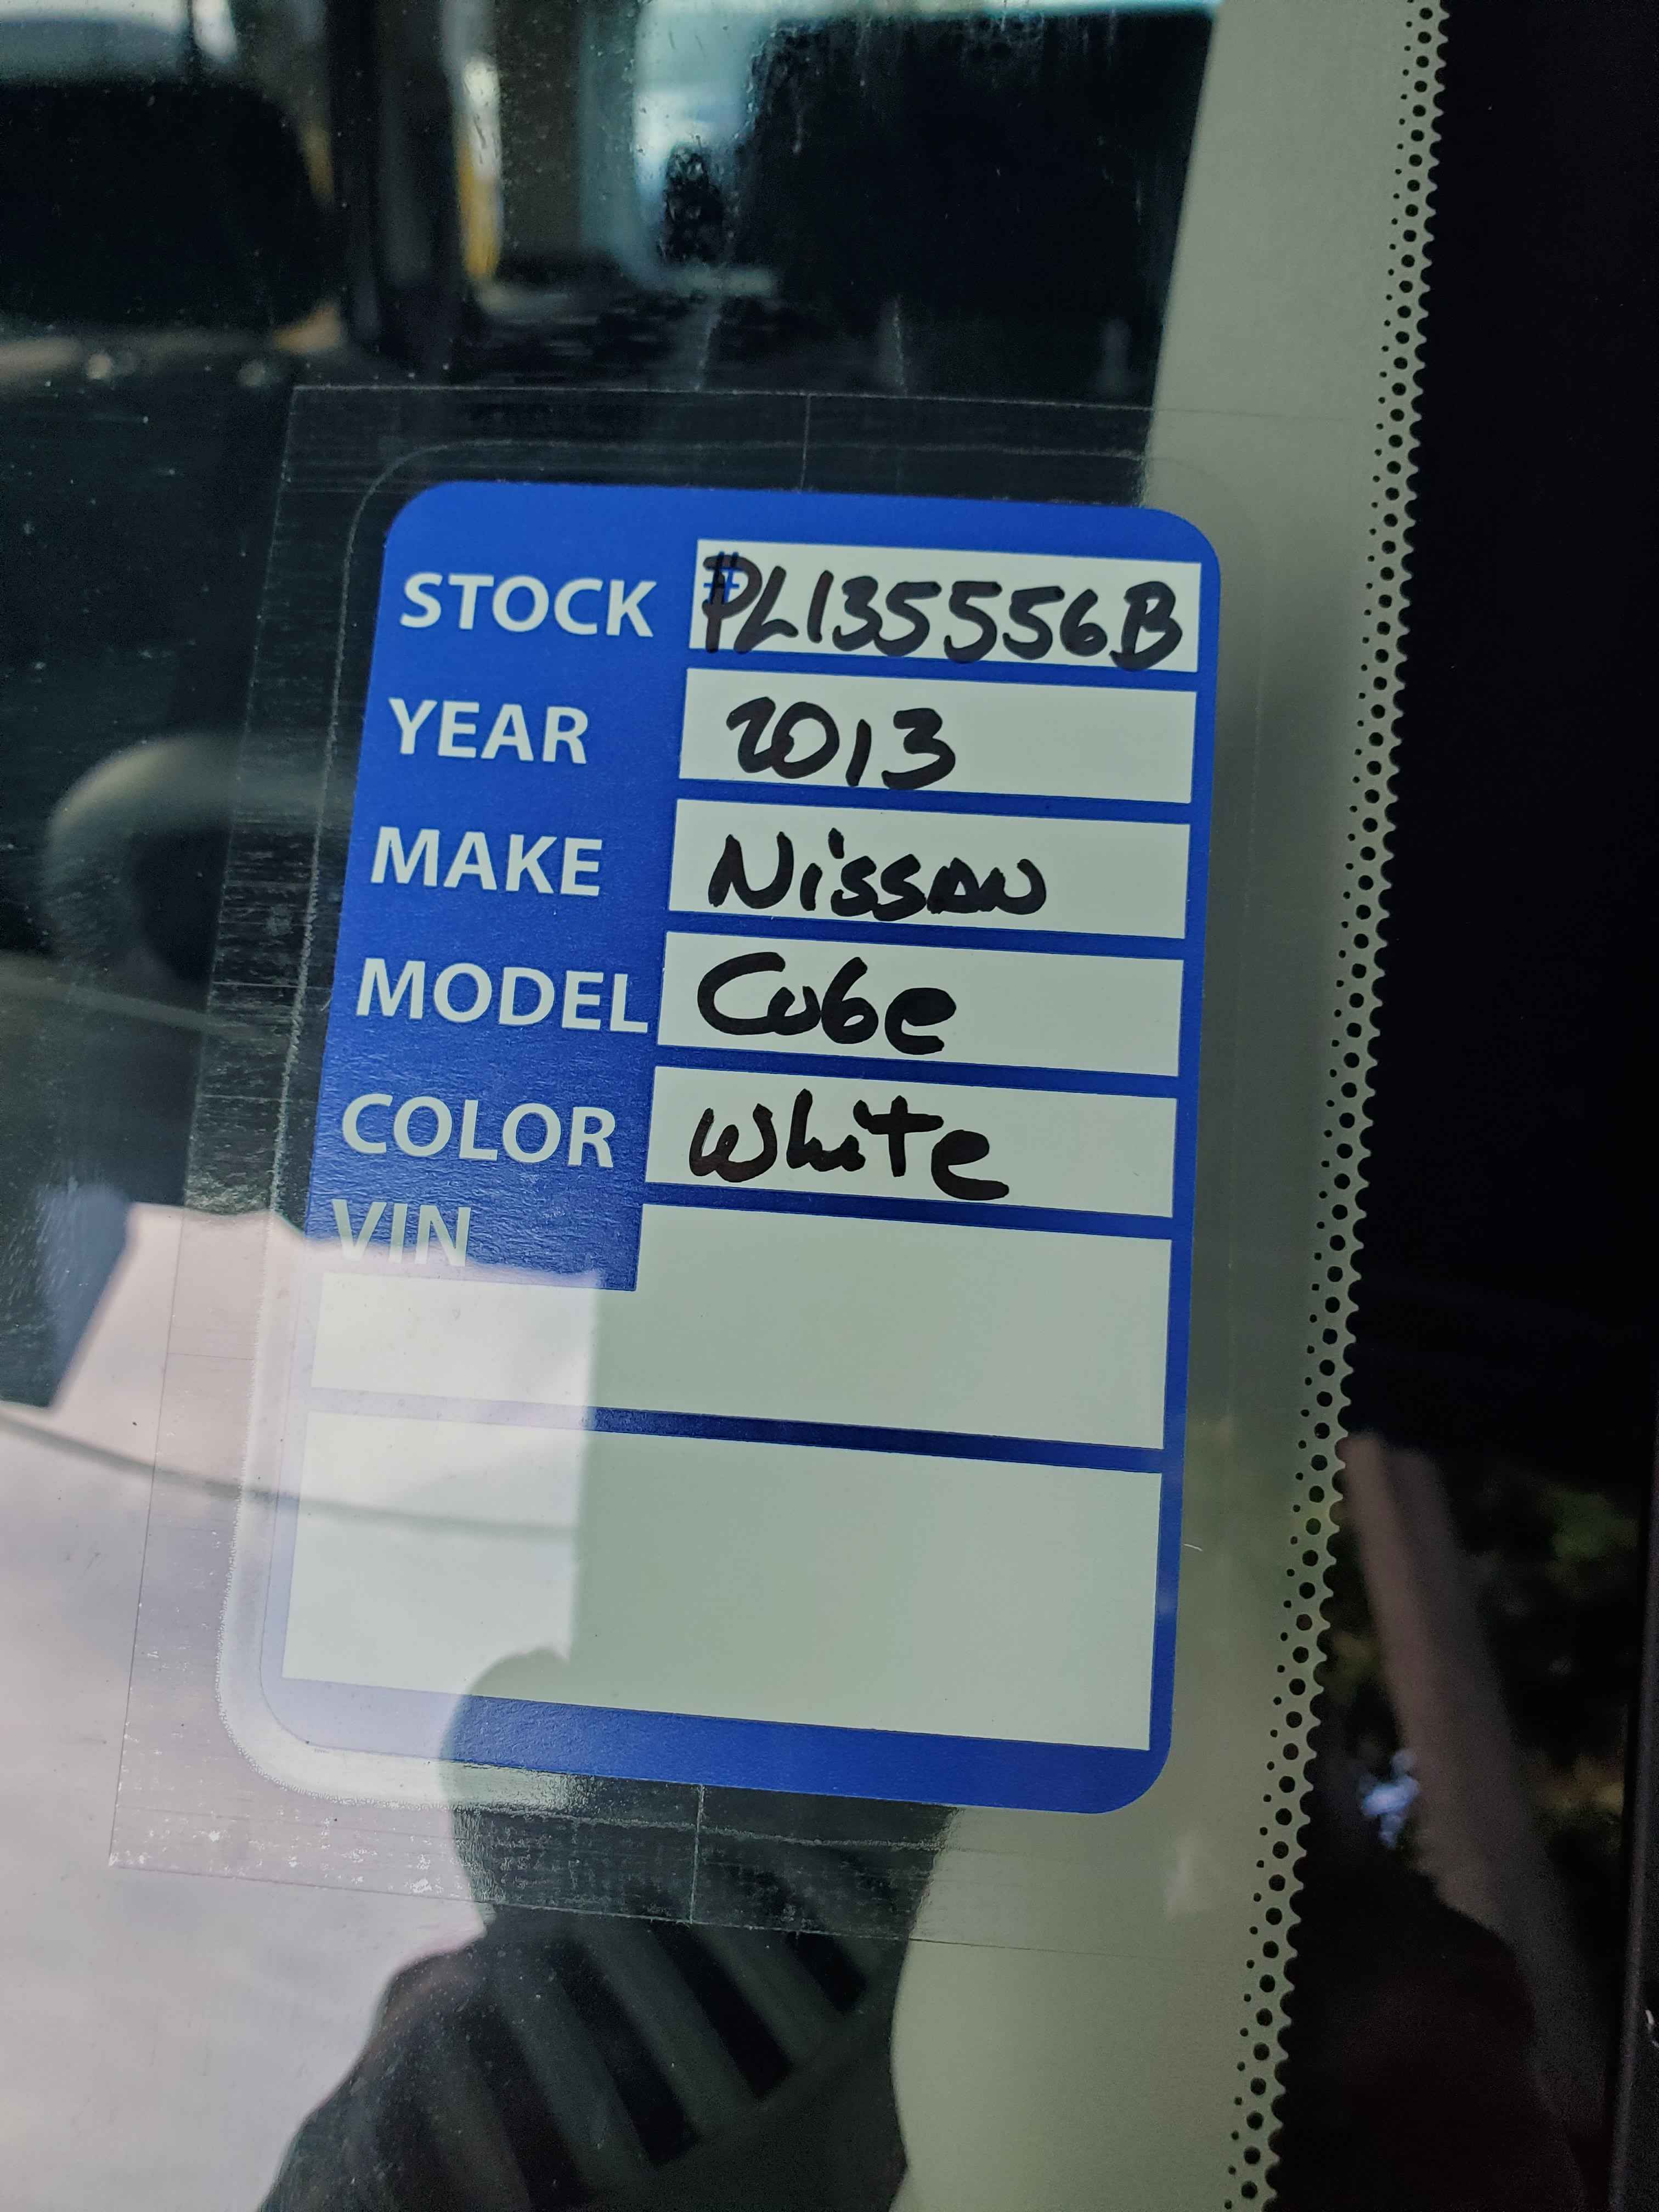 STOCK #PL135556B
YEAR 2013
MAKE Nissan
MODEL Cube
COLOR White
VIN